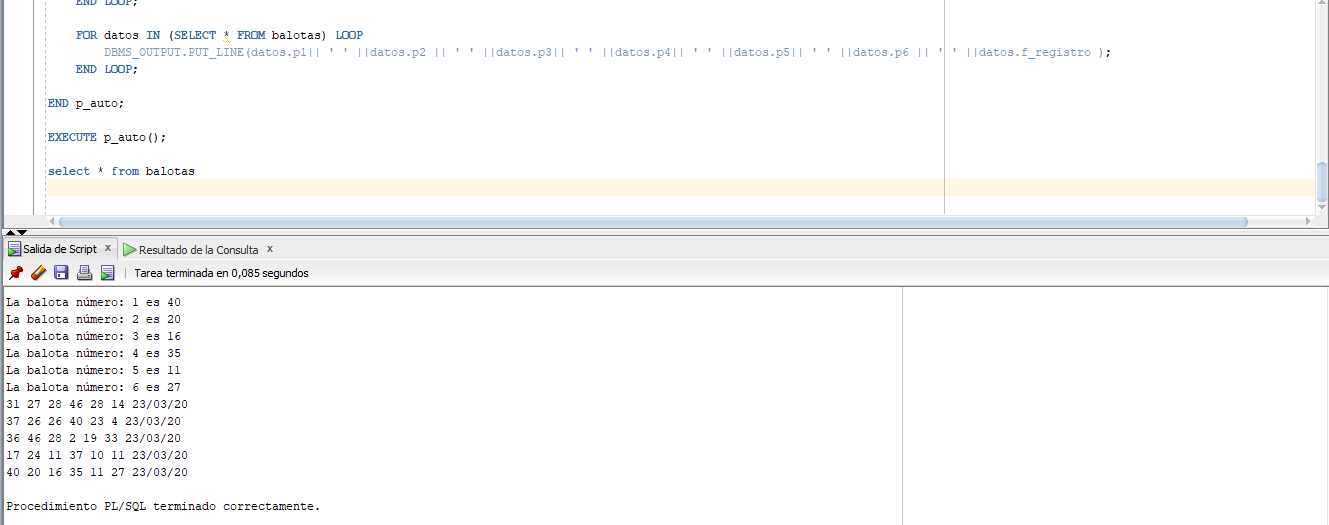 END LOOP;
FOR datos IN (SELECT * FROM balotas) LOOP
DBMS_OUTPUT.PUT_LINE(datos.p1|| ' ' ||datos.p2 || ' ' ||datos.p3|| ' ' ||datos.p4|| ' ' ||datos.p5|| ' ' ||datos.p6 || ' ' ||datos.f_registro );
END LOOP;
END p_auto;
EXECUTE p_auto();
select * from balotas
Salida de Script x Resultado de la Consulta x
Tarea terminada en 0,085 segundos
La balota número: 1 es 40
La balota número: 2 es 20
La balota número: 3 es 16
La balota número: 4 es 35
La balota número: 5 es 11
La balota número: 6 es 27
31 27 28 46 28 14 23/03/20
37 26 26 40 23 4 23/03/20
36 46 28 2 19 33 23/03/20
17 24 11 37 10 11 23/03/20
40 20 16 35 11 27 23/03/20
Procedimiento PL/SQL terminado correctamente.